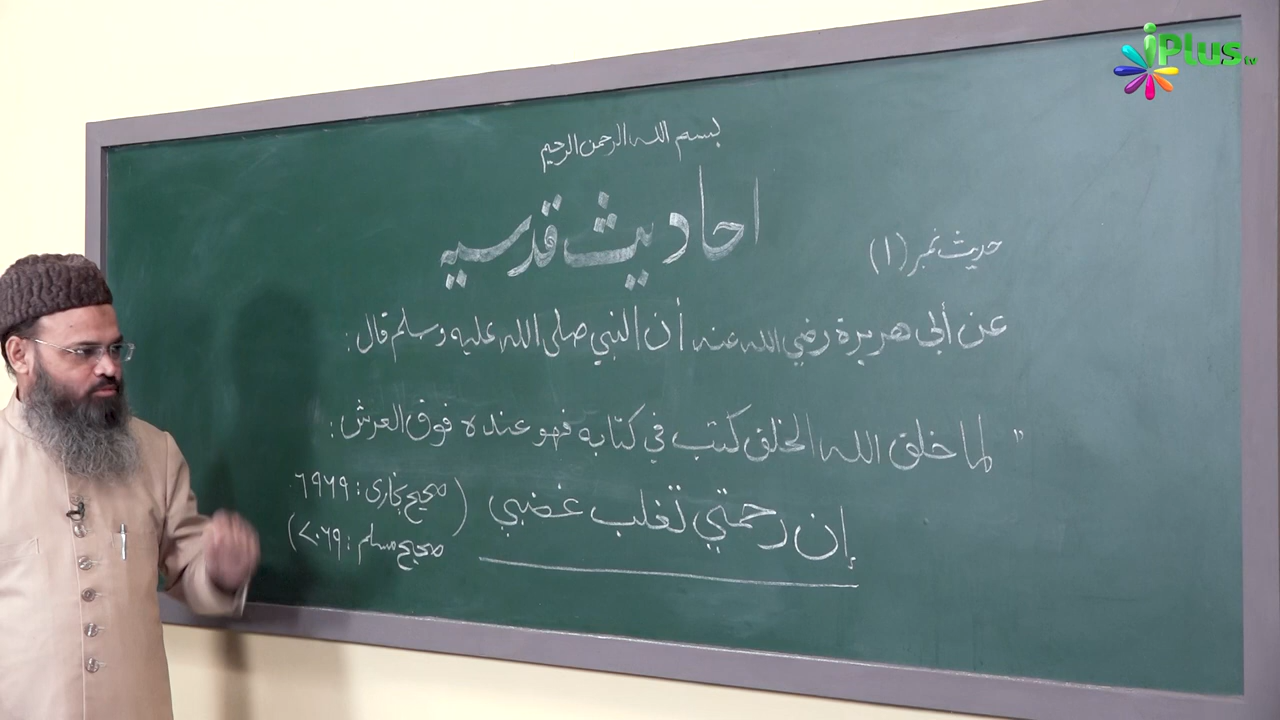 iPlus tv
بسم الله الرحمن الرحيم
احادیث قدسیہ
حدیث نمبر (۱)
عن أبی هريرة رضي الله عنه أن النبي صلى الله عليه وسلم قال :
" لما خلق الله الخلق كتب في كتابه فهو عنده فوق العرش :
إن رحمتي تغلب غضبي
(صحیح بخاری : ٦٩٦٩
صحیح مسلم : ٧٠٦٩)